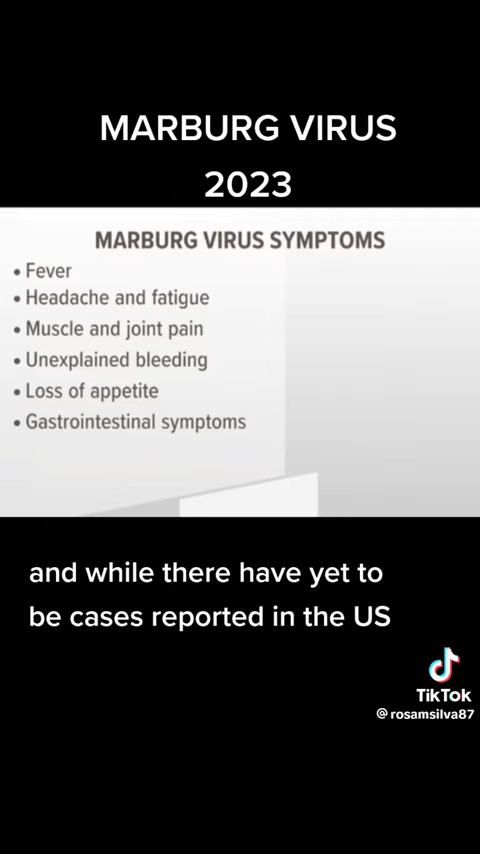 MARBURG VIRUS
2023
MARBURG VIRUS SYMPTOMS
• Fever
• Headache and fatigue
• Muscle and joint pain
• Unexplained bleeding
• Loss of appetite
• Gastrointestinal symptoms
and while there have yet to
be cases reported in the US
TikTok
@rosamsilva87